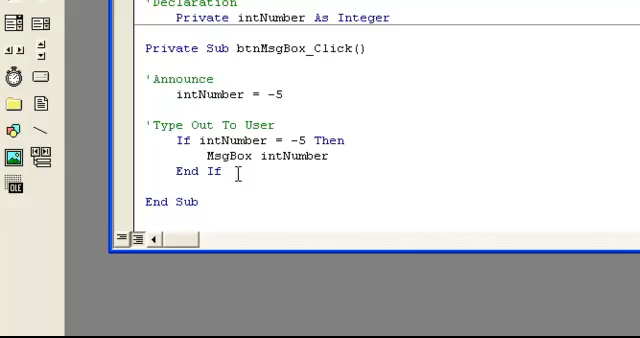 'Declaration
Private intNumber As Integer
Private Sub btnMsgBox_Click()
'Announce
intNumber = -5
'Type Out To User
If intNumber = -5 Then
MsgBox intNumber
End If
End Sub
OLE